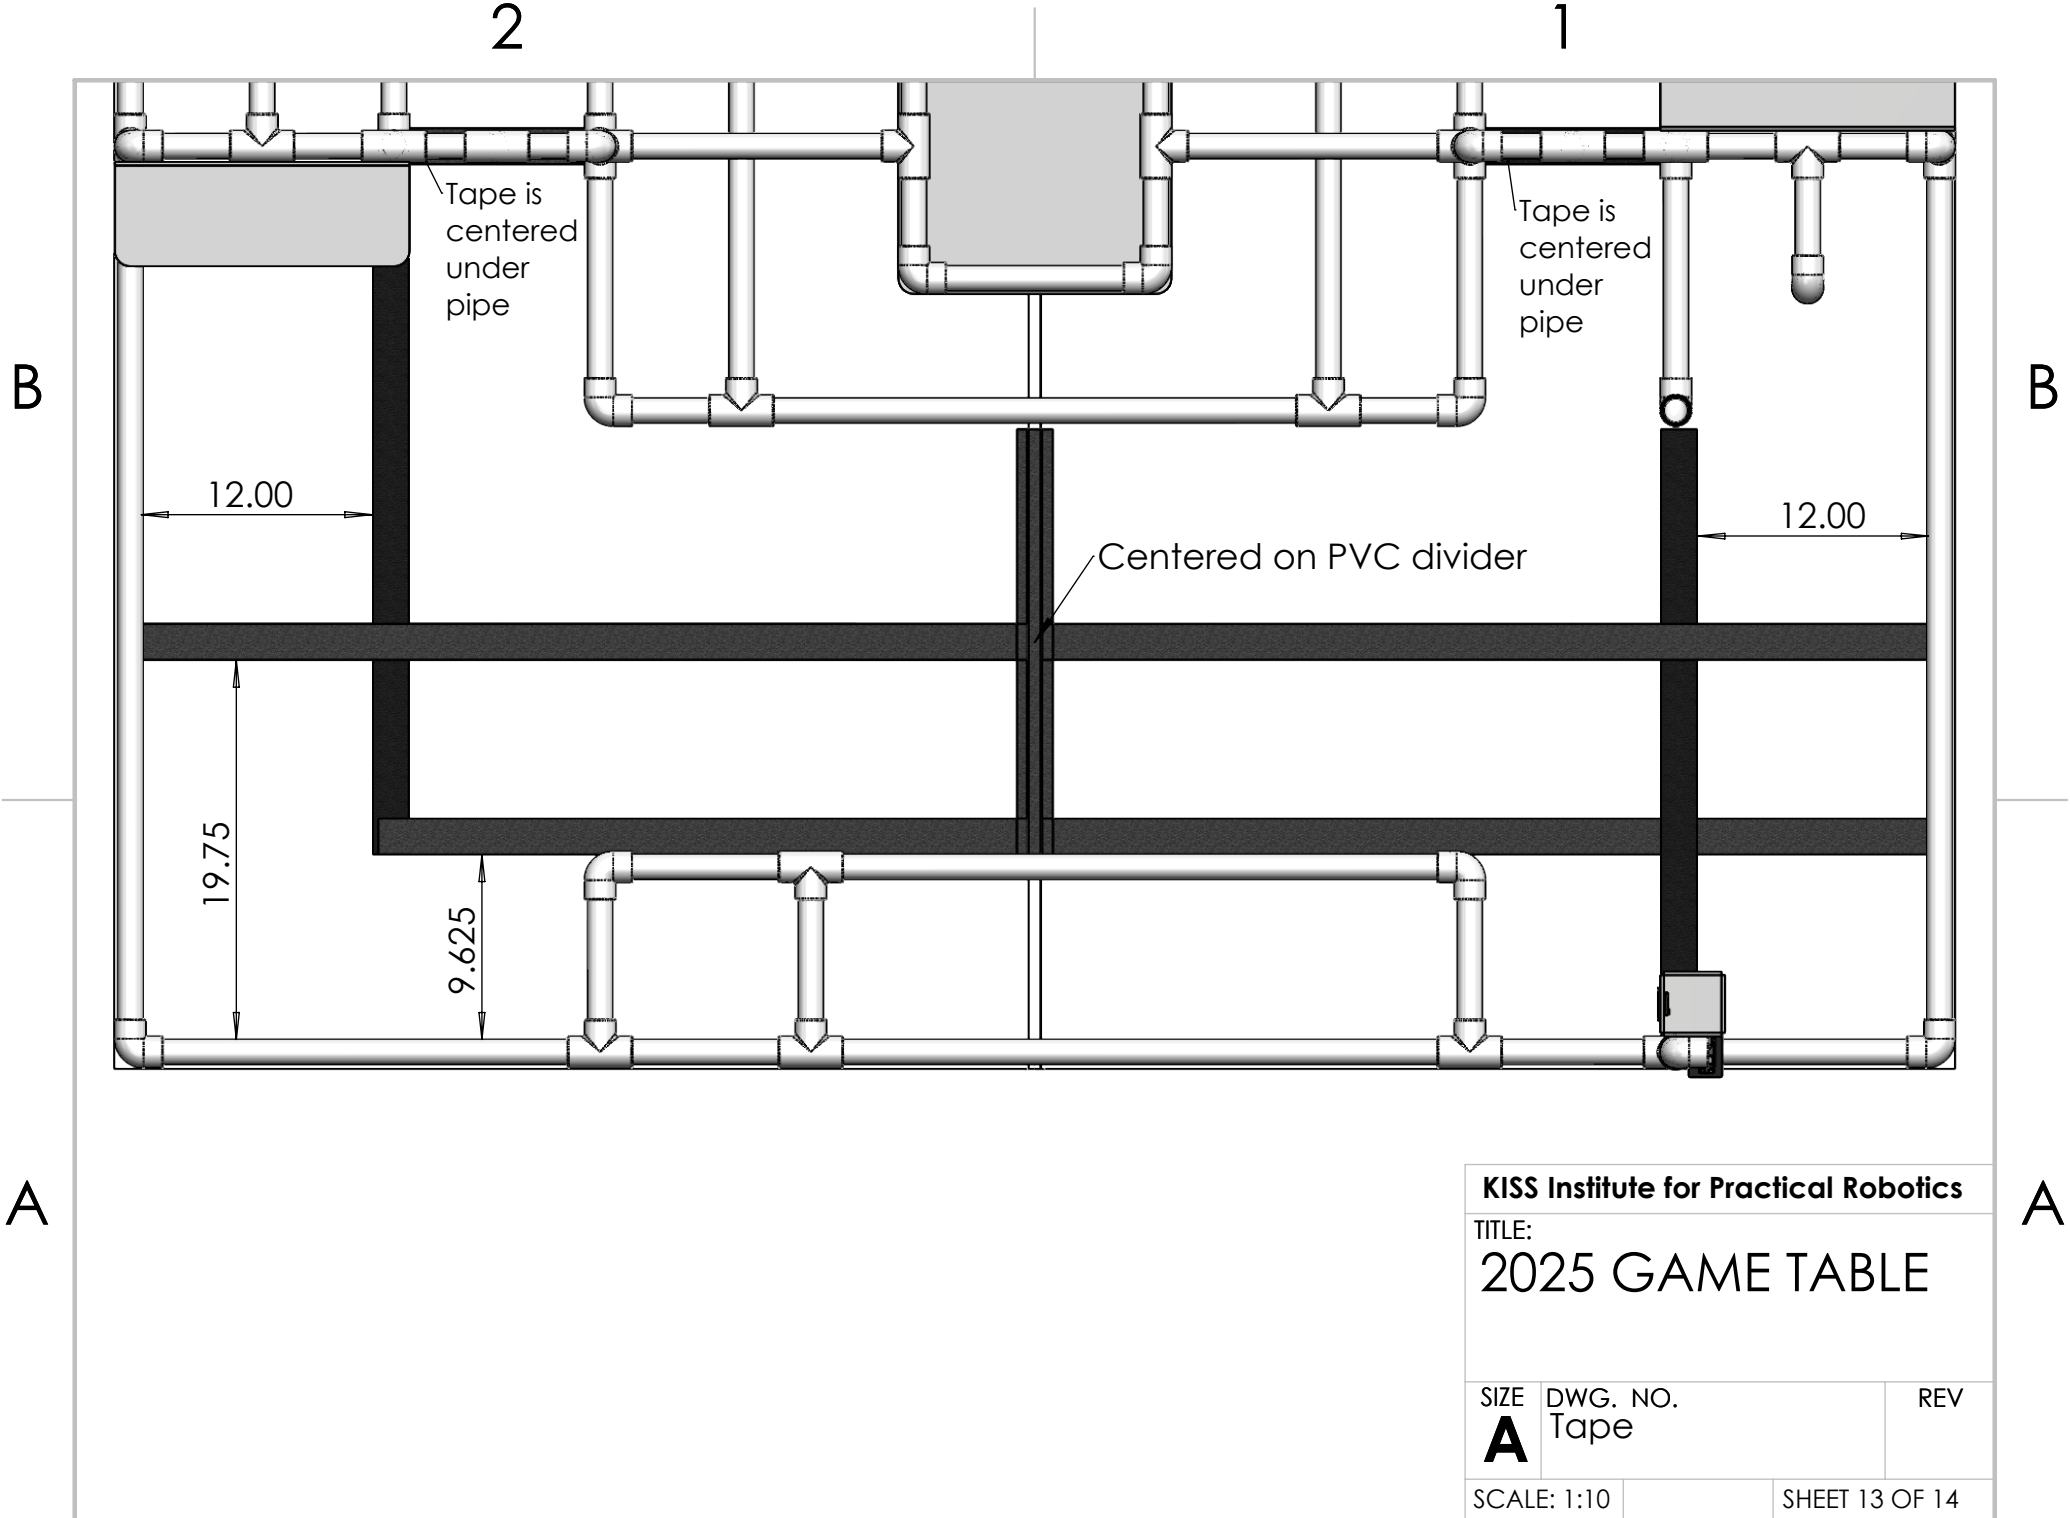 2
1
Tape is
centered
under
pipe
Tape is
centered
under
pipe
B
B
12.00
12.00
Centered on PVC divider
19.75
9.625
A
A
KISS Institute for Practical Robotics
TITLE:
2025 GAME TABLE
SIZE
DWG. NO.
REV
A
Tape
SCALE: 1:10
SHEET 13 OF 14